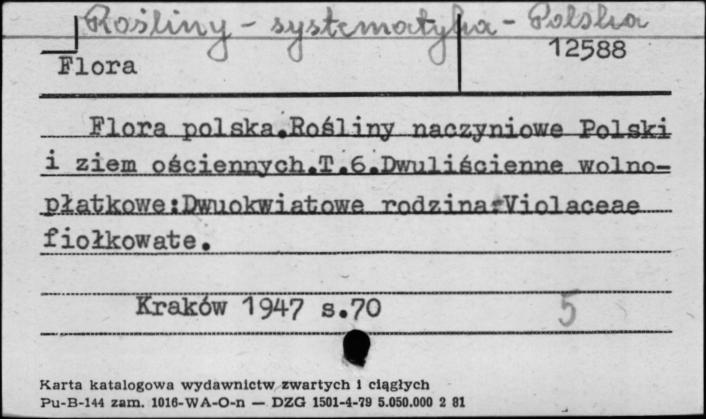 Rośliny - systematyka - Polska
12588
Flora
Flora polska.Rośliny naczyniowe Polski
i ziem ościennych.T.6.Dwuliścienne wolno-
płatkowe:Dwuokwiatowe rodzina:Violaceae
fiołkowate.
Kraków 1947 s.70 5
Karta katalogowa wydawnictw zwartych i ciągłych
Pu-B-144 zam. 1016-WA-O-n — DZG 1501-4-79 5.050.000 2 81